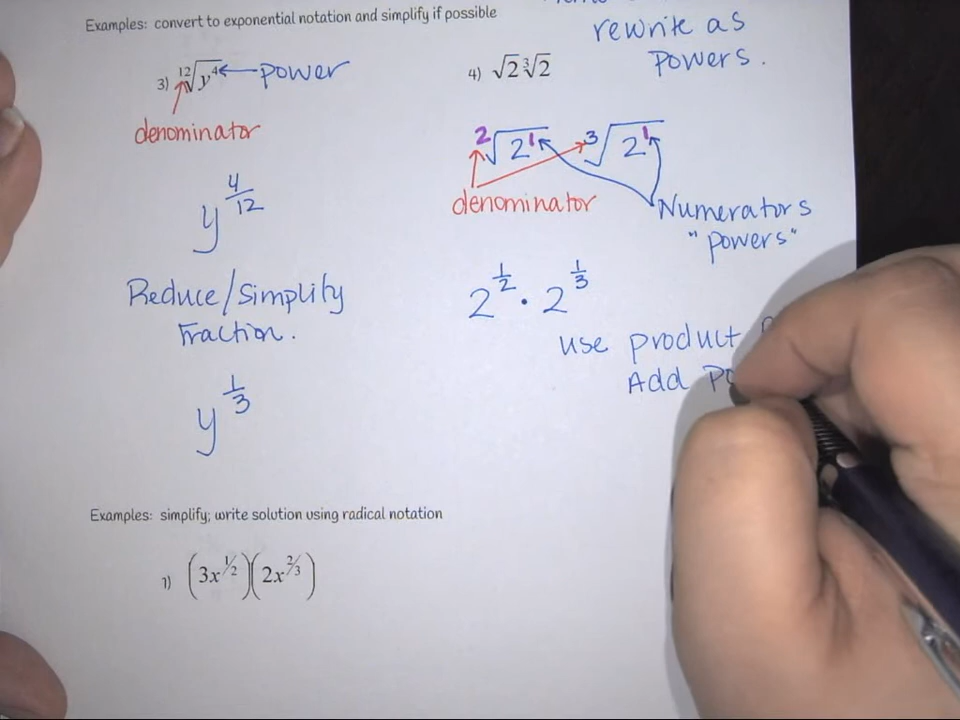 Examples: convert to exponential notation and simplify if possible
rewrite as
powers.
3) ¹²√y⁴ ← power
denominator
y^(4/12)
Reduce/Simplify
Fraction.
y^(1/3)
4) √2 ³√2
²√2¹ ³√2¹
denominator
Numerators
"powers"
2^(1/2) · 2^(1/3)
use product
Add
Examples: simplify; write solution using radical notation
1) (3x^(1/2))(2x^(2/3))